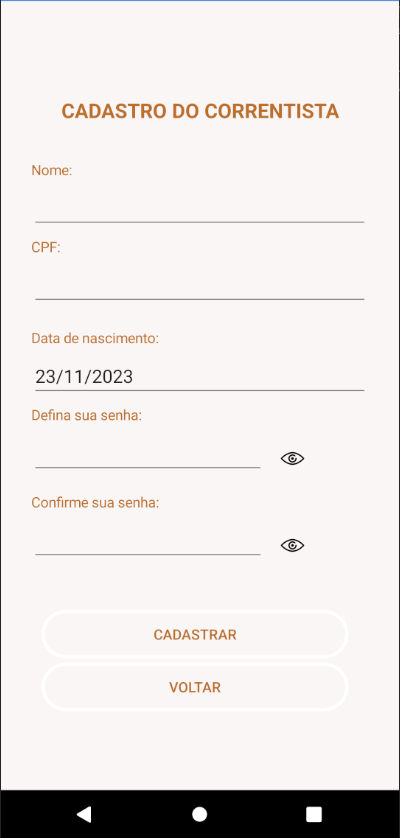 CADASTRO DO CORRENTISTA
Nome:
CPF:
Data de nascimento:
23/11/2023
Defina sua senha:
Confirme sua senha:
CADASTRAR
VOLTAR